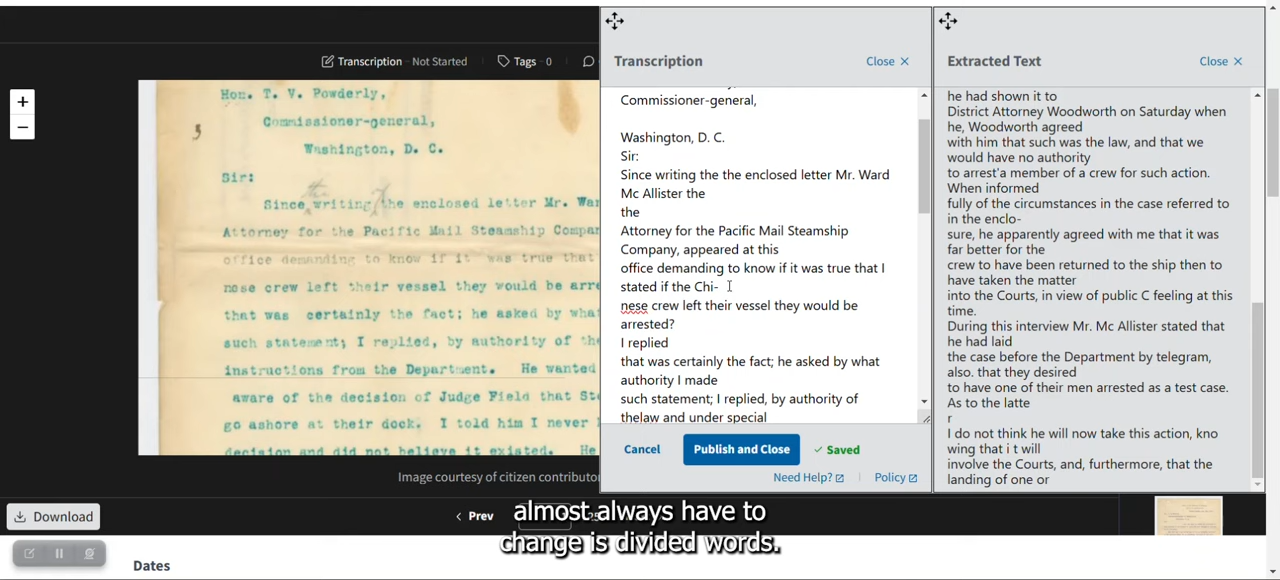 Transcription - Not Started
Tags - 0
+
−
Hon. T. V. Powderly,
Commissioner-general,
Washington, D. C.
3
Sir:
the
Since writing the enclosed letter Mr. War
Attorney for the Pacific Mail Steamship Compan
office demanding to know if it was true that
nese crew left their vessel they would be arre
that was certainly the fact; he asked by what
such statement; I replied, by authority of the
instructions from the Department. He wanted
aware of the decision of Judge Field that
go ashore at their dock. I told him I never
decision and did not believe it existed. He
Image courtesy of citizen contributor
Transcription
Close ×
Commissioner-general,
Washington, D. C.
Sir:
Since writing the the enclosed letter Mr. Ward
Mc Allister the
the
Attorney for the Pacific Mail Steamship
Company, appeared at this
office demanding to know if it was true that I
stated if the Chi-
nese crew left their vessel they would be
arrested?
I replied
that was certainly the fact; he asked by what
authority I made
such statement; I replied, by authority of
thelaw and under special
Cancel
Publish and Close
Saved
Need Help?
Policy
Extracted Text
Close ×
he had shown it to
District Attorney Woodworth on Saturday when
he, Woodworth agreed
with him that such was the law, and that we
would have no authority
to arrest'a member of a crew for such action.
When informed
fully of the circumstances in the case referred to
in the enclo-
sure, he apparently agreed with me that it was
far better for the
crew to have been returned to the ship then to
have taken the matter
into the Courts, in view of public C feeling at this
time.
During this interview Mr. Mc Allister stated that
he had laid
the case before the Department by telegram,
also. that they desired
to have one of their men arrested as a test case.
As to the latte
r
I do not think he will now take this action, kno
wing that i t will
involve the Courts, and, furthermore, that the
landing of one or
Download
Prev
almost always have to
change is divided words.
Dates